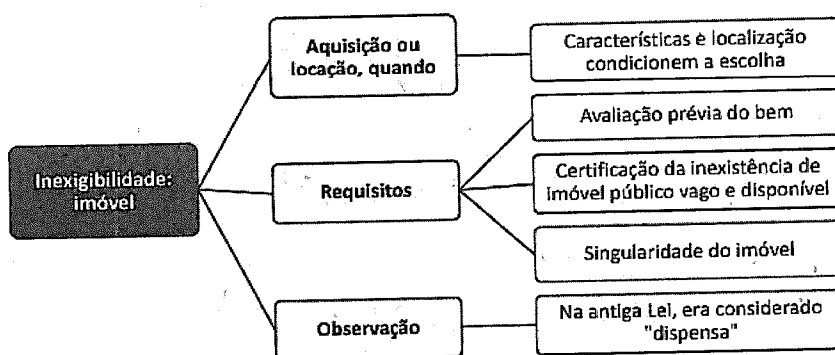 Inexigibilidade:
imóvel
Aquisição ou
locação, quando
Características e localização
condicionem a escolha
Requisitos
Avaliação prévia do bem
Certificação da inexistência de
imóvel público vago e disponível
Singularidade do imóvel
Observação
Na antiga Lei, era considerado
"dispensa"